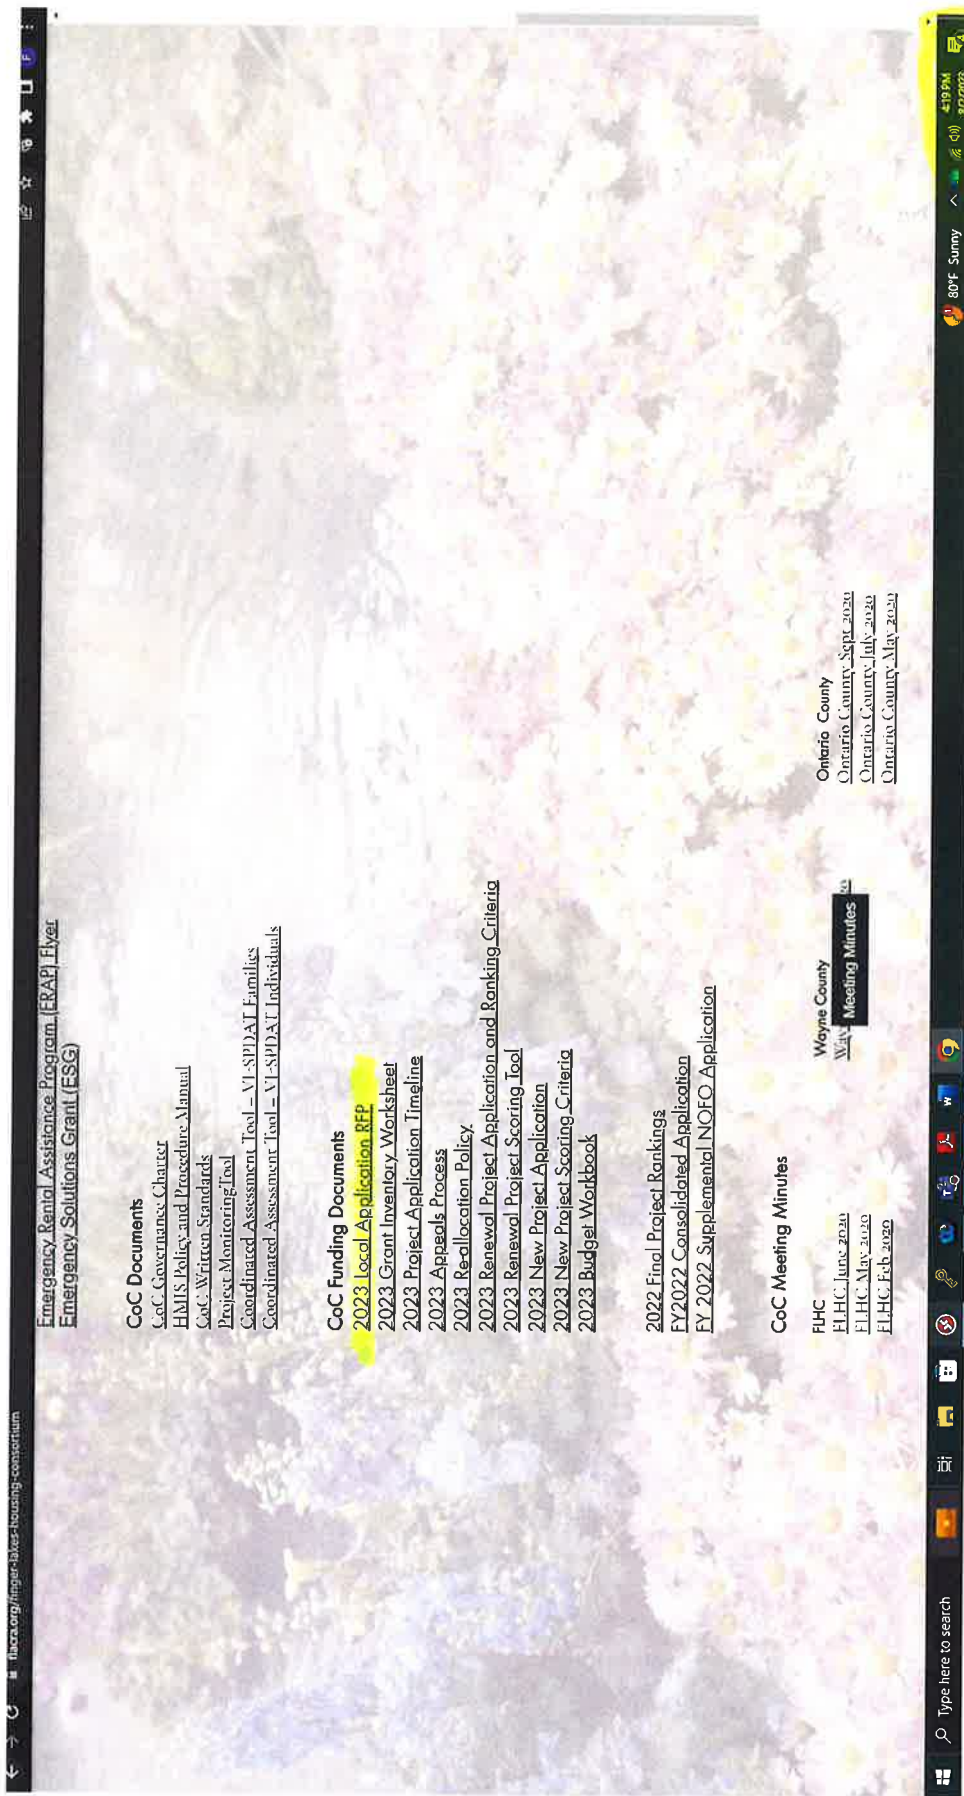 flacra.org/finger-lakes-housing-consortium
Emergency Rental Assistance Program (ERAP) Flyer
Emergency Solutions Grant (ESG)
CoC Documents
CoC Governance Charter
HMIS Policy and Procedure Manual
CoC Written Standards
Project Monitoring Tool
Coordinated Assessment Tool – VI-SPDAT Families
Coordinated Assessment Tool – VI-SPDAT Individuals
CoC Funding Documents
2023 Local Application RFP
2023 Grant Inventory Worksheet
2023 Project Application Timeline
2023 Appeals Process
2023 Re-allocation Policy
2023 Renewal Project Application and Ranking Criteria
2023 Renewal Project Scoring Tool
2023 New Project Application
2023 New Project Scoring Criteria
2023 Budget Workbook
2022 Final Project Rankings
FY2022 Consolidated Application
FY 2022 Supplemental NOFO Application
CoC Meeting Minutes
FLHC
FLHC June 2020
FLHC May 2020
FLHC Feb 2020
Wayne County
Meeting Minutes
Ontario County
Ontario County Sept 2020
Ontario County July 2020
Ontario County May 2020
Type here to search
80°F Sunny
4:19 PM